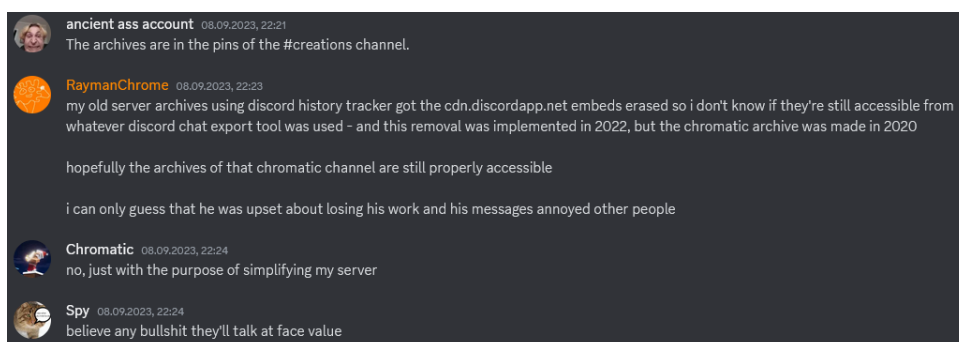 ancient ass account 08.09.2023, 22:21
The archives are in the pins of the #creations channel.
RaymanChrome 08.09.2023, 22:23
my old server archives using discord history tracker got the cdn.discordapp.net embeds erased so i don't know if they're still accessible from
whatever discord chat export tool was used - and this removal was implemented in 2022, but the chromatic archive was made in 2020
hopefully the archives of that chromatic channel are still properly accessible
i can only guess that he was upset about losing his work and his messages annoyed other people
Chromatic 08.09.2023, 22:24
no, just with the purpose of simplifying my server
Spy 08.09.2023, 22:24
believe any bullshit they'll talk at face value